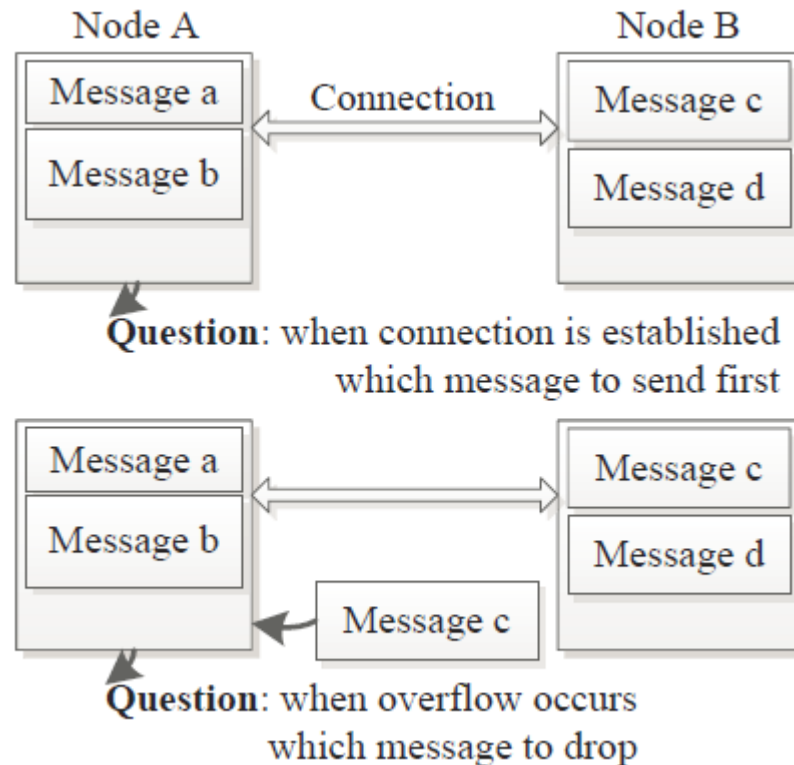 Node A
Node B
Message a
Message b
Connection
Message c
Message d
Question: when connection is established
which message to send first
Message a
Message b
Message c
Message d
Message c
Question: when overflow occurs
which message to drop